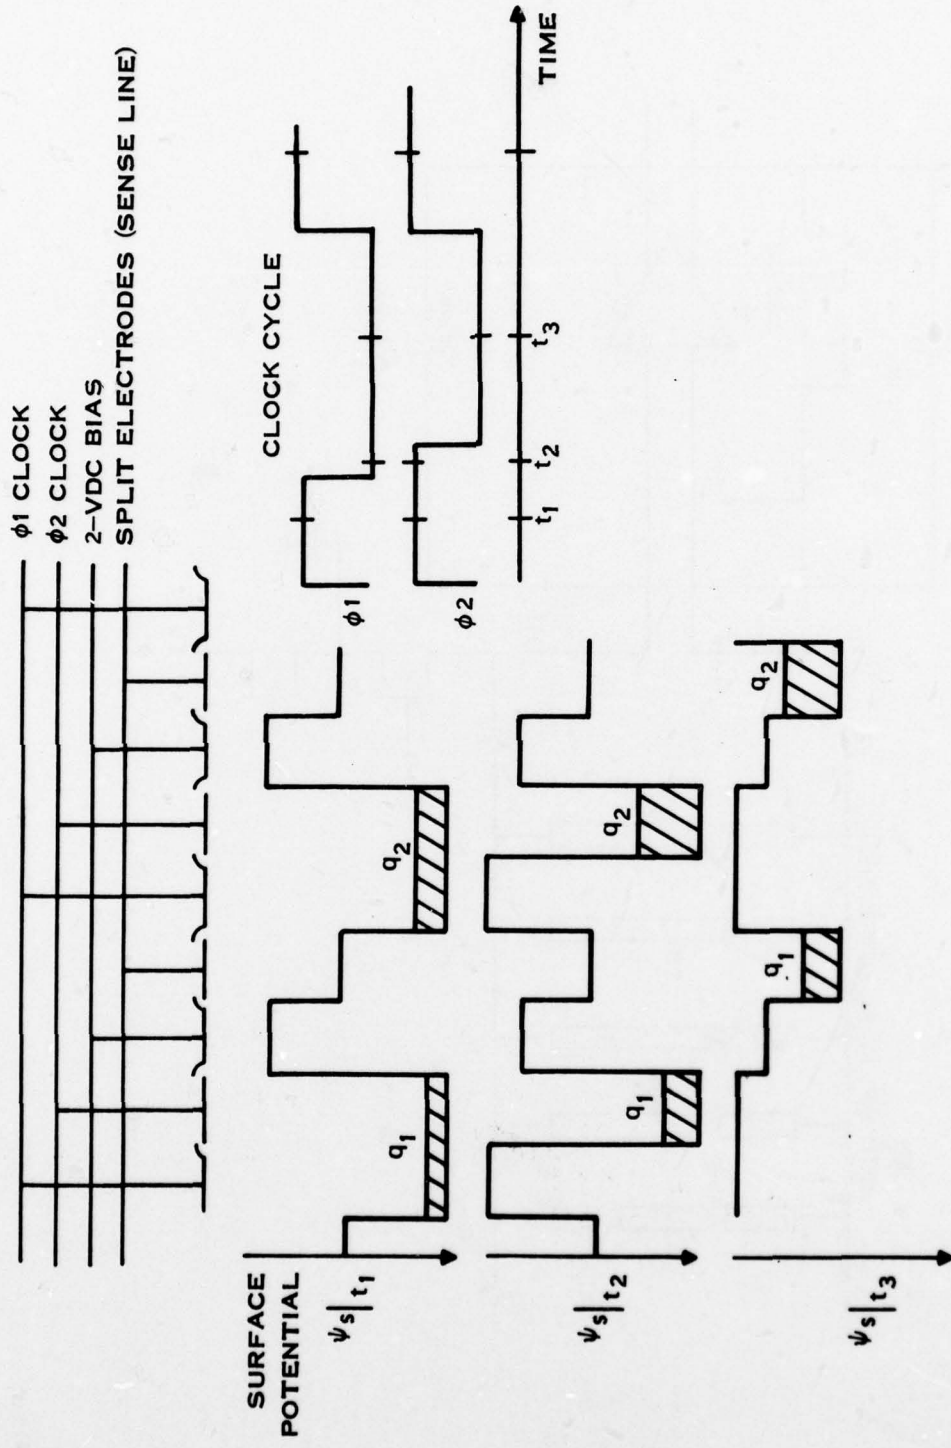 ϕ1 CLOCK
ϕ2 CLOCK
2-VDC BIAS
SPLIT ELECTRODES (SENSE LINE)
SURFACE
POTENTIAL
ψs|t1
q1
q2
ψs|t2
q1
q2
ψs|t3
q1
q2
CLOCK CYCLE
ϕ1
ϕ2
t1
t2
t3
TIME